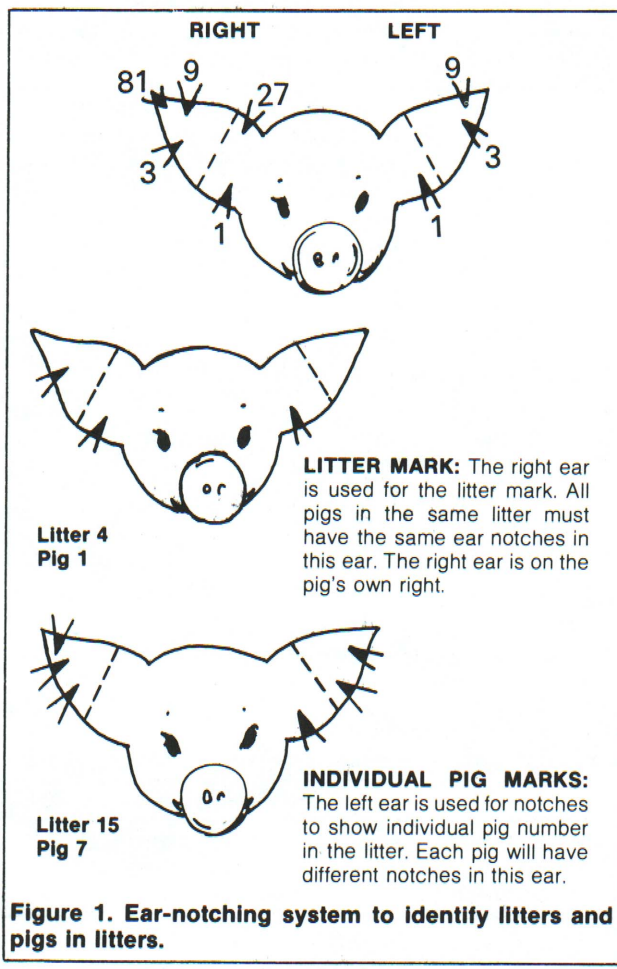 RIGHT LEFT
81 9 27 9
3 3
1 1
LITTER MARK: The right ear
is used for the litter mark. All
pigs in the same litter must
have the same ear notches in
this ear. The right ear is on the
pig's own right.
Litter 4
Pig 1
INDIVIDUAL PIG MARKS:
The left ear is used for notches
to show individual pig number
in the litter. Each pig will have
different notches in this ear.
Litter 15
Pig 7
Figure 1. Ear-notching system to identify litters and
pigs in litters.